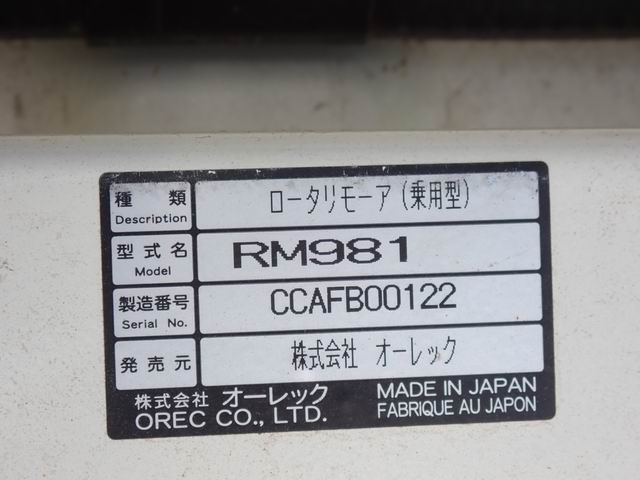 種類 ロータリモーア(乗用型)
Description
型式名 RM981
Model
製造番号 CCAFB00122
Serial No.
発売元 株式会社 オーレック
株式会社 オーレック MADE IN JAPAN
OREC CO., LTD. FABRIQUE AU JAPON